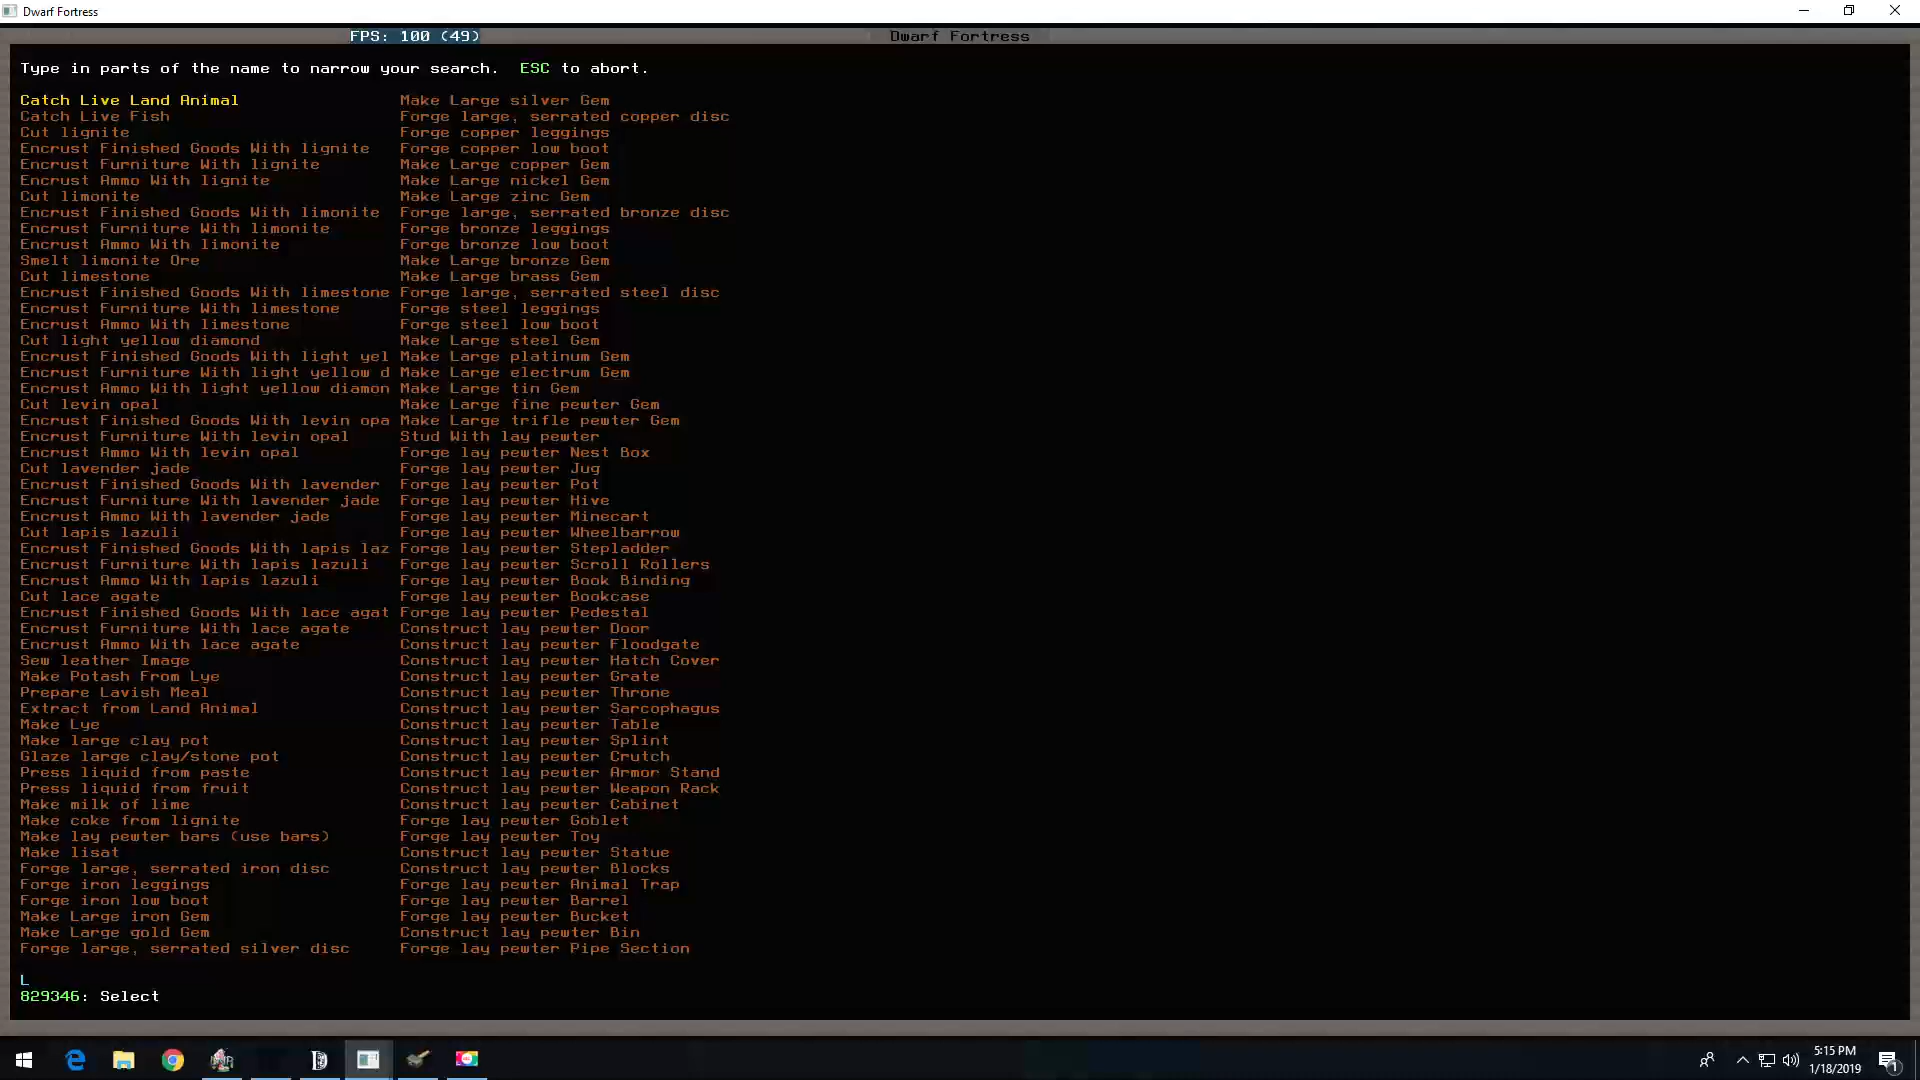 Dwarf Fortress
FPS: 100 (49)
Dwarf Fortress
Type in parts of the name to narrow your search.  ESC to abort.
Catch Live Land Animal
Catch Live Fish
Cut lignite
Encrust Finished Goods With lignite
Encrust Furniture With lignite
Encrust Ammo With lignite
Cut limonite
Encrust Finished Goods With limonite
Encrust Furniture With limonite
Encrust Ammo With limonite
Smelt limonite Ore
Cut limestone
Encrust Finished Goods With limestone
Encrust Furniture With limestone
Encrust Ammo With limestone
Cut light yellow diamond
Encrust Finished Goods With light yel
Encrust Furniture With light yellow d
Encrust Ammo With light yellow diamon
Cut levin opal
Encrust Finished Goods With levin opa
Encrust Furniture With levin opal
Encrust Ammo With levin opal
Cut lavender jade
Encrust Finished Goods With lavender
Encrust Furniture With lavender jade
Encrust Ammo With lavender jade
Cut lapis lazuli
Encrust Finished Goods With lapis laz
Encrust Furniture With lapis lazuli
Encrust Ammo With lapis lazuli
Cut lace agate
Encrust Finished Goods With lace agat
Encrust Furniture With lace agate
Encrust Ammo With lace agate
Sew leather Image
Make Potash From Lye
Prepare Lavish Meal
Extract from Land Animal
Make Lye
Make large clay pot
Glaze large clay/stone pot
Press liquid from paste
Press liquid from fruit
Make milk of lime
Make coke from lignite
Make lay pewter bars (use bars)
Make lisat
Forge large, serrated iron disc
Forge iron leggings
Forge iron low boot
Make Large iron Gem
Make Large gold Gem
Forge large, serrated silver disc
Make Large silver Gem
Forge large, serrated copper disc
Forge copper leggings
Forge copper low boot
Make Large copper Gem
Make Large nickel Gem
Make Large zinc Gem
Forge large, serrated bronze disc
Forge bronze leggings
Forge bronze low boot
Make Large bronze Gem
Make Large brass Gem
Forge large, serrated steel disc
Forge steel leggings
Forge steel low boot
Make Large steel Gem
Make Large platinum Gem
Make Large electrum Gem
Make Large tin Gem
Make Large fine pewter Gem
Make Large trifle pewter Gem
Stud With lay pewter
Forge lay pewter Nest Box
Forge lay pewter Jug
Forge lay pewter Pot
Forge lay pewter Hive
Forge lay pewter Minecart
Forge lay pewter Wheelbarrow
Forge lay pewter Stepladder
Forge lay pewter Scroll Rollers
Forge lay pewter Book Binding
Forge lay pewter Bookcase
Forge lay pewter Pedestal
Construct lay pewter Door
Construct lay pewter Floodgate
Construct lay pewter Hatch Cover
Construct lay pewter Grate
Construct lay pewter Throne
Construct lay pewter Sarcophagus
Construct lay pewter Table
Construct lay pewter Splint
Construct lay pewter Crutch
Construct lay pewter Armor Stand
Construct lay pewter Weapon Rack
Construct lay pewter Cabinet
Forge lay pewter Goblet
Forge lay pewter Toy
Construct lay pewter Statue
Construct lay pewter Blocks
Forge lay pewter Animal Trap
Forge lay pewter Barrel
Forge lay pewter Bucket
Construct lay pewter Bin
Forge lay pewter Pipe Section
L
829346: Select
5:15 PM
1/18/2019
1